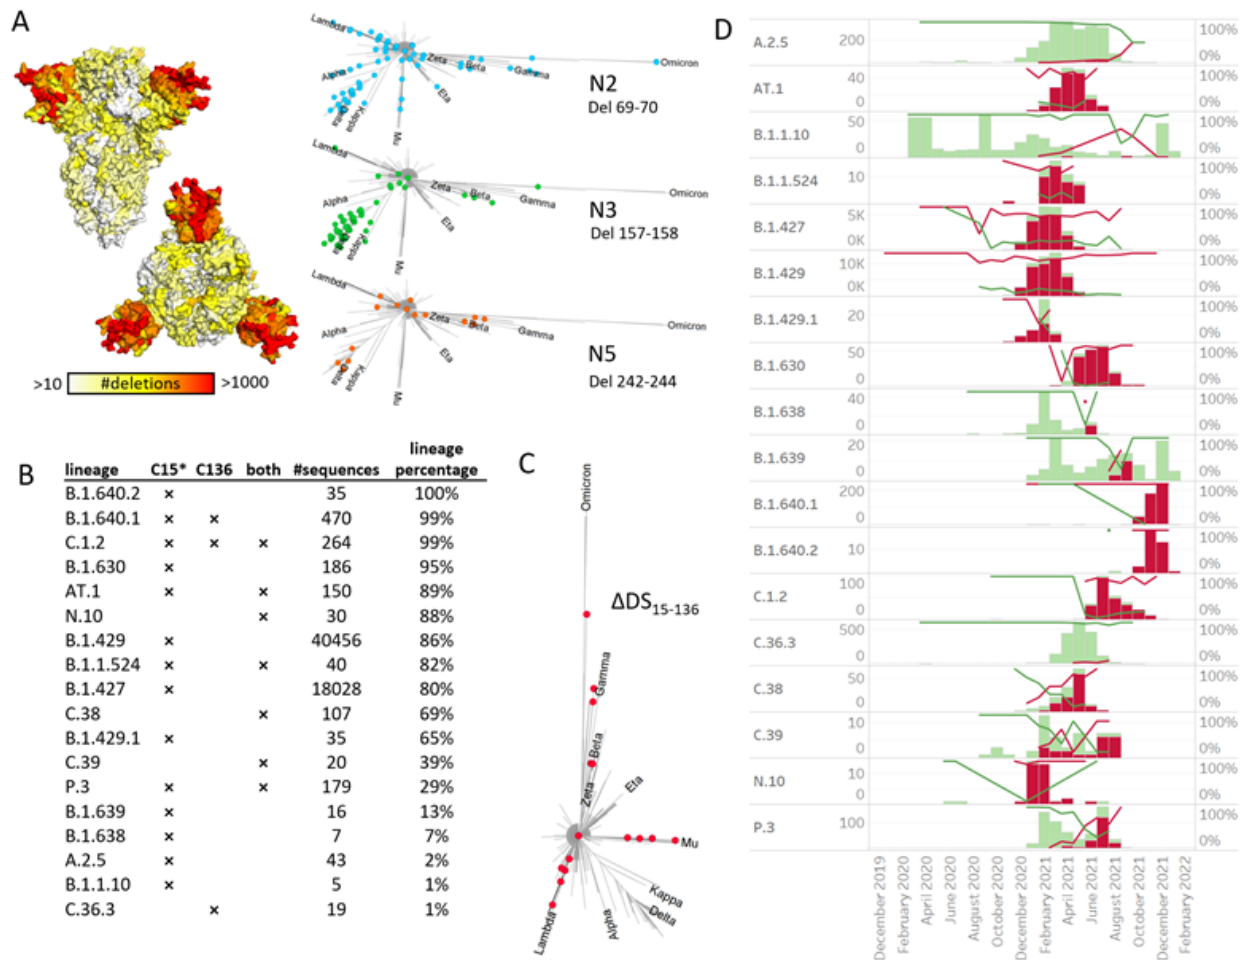 A
Lambda
Alpha
Delta
Kappa
Mu
Eta
Zeta
Beta
Gamma
Omicron
N2
Del 69-70
Lambda
Alpha
Delta
Kappa
Mu
Eta
Zeta
Beta
Gamma
Omicron
N3
Del 157-158
Lambda
Alpha
Delta
Kappa
Mu
Eta
Zeta
Beta
Gamma
Omicron
N5
Del 242-244
>10 #deletions >1000
B
lineage C15* C136 both #sequences lineage percentage
B.1.640.2 × 35 100%
B.1.640.1 × × 470 99%
C.1.2 × × × 264 99%
B.1.630 × 186 95%
AT.1 × × 150 89%
N.10 × 30 88%
B.1.429 × 40456 86%
B.1.1.524 × × 40 82%
B.1.427 × 18028 80%
C.38 × 107 69%
B.1.429.1 × 35 65%
C.39 × 20 39%
P.3 × × 179 29%
B.1.639 × 16 13%
B.1.638 × 7 7%
A.2.5 × 43 2%
B.1.1.10 × 5 1%
C.36.3 × 19 1%
C
Omicron
ΔDS15-136
Gamma
Beta
Zeta
Eta
Mu
Kappa
Delta
Alpha
Lambda
D
A.2.5 200 100% 0%
AT.1 40 0 100% 0%
B.1.1.10 50 0 100% 0%
B.1.1.524 10 100% 0%
B.1.427 5K 0K 100% 0%
B.1.429 10K 0K 100% 0%
B.1.429.1 20 100% 0%
B.1.630 50 0 100% 0%
B.1.638 40 0 100% 0%
B.1.639 20 0 100% 0%
B.1.640.1 200 0 100% 0%
B.1.640.2 10 100% 0%
C.1.2 100 0 100% 0%
C.36.3 500 100% 0%
C.38 50 0 100% 0%
C.39 10 0 100% 0%
N.10 10 0 100% 0%
P.3 100 100% 0%
December 2019
February 2020
April 2020
June 2020
August 2020
October 2020
December 2020
February 2021
April 2021
June 2021
August 2021
October 2021
December 2021
February 2022